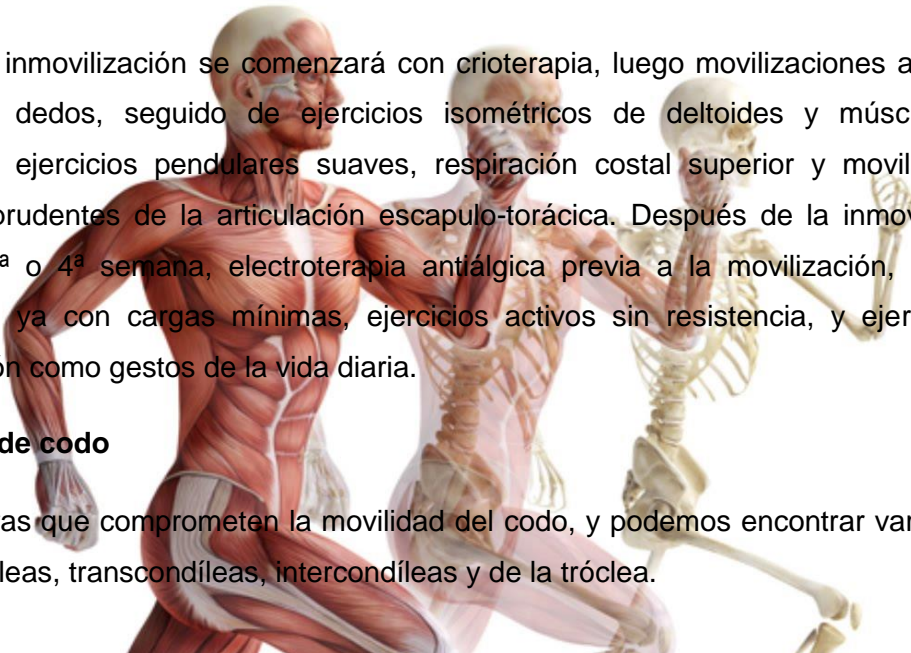 inmovilización se comenzará con crioterapia, luego movilizaciones a
dedos, seguido de ejercicios isométricos de deltoides y músc
ejercicios pendulares suaves, respiración costal superior y movil
prudentes de la articulación escapulo-torácica. Después de la inmov
ª o 4ª semana, electroterapia antiálgica previa a la movilización,
ya con cargas mínimas, ejercicios activos sin resistencia, y ejer
ón como gestos de la vida diaria.
de codo
as que comprometen la movilidad del codo, y podemos encontrar var
leas, transcondíleas, intercondíleas y de la tróclea.